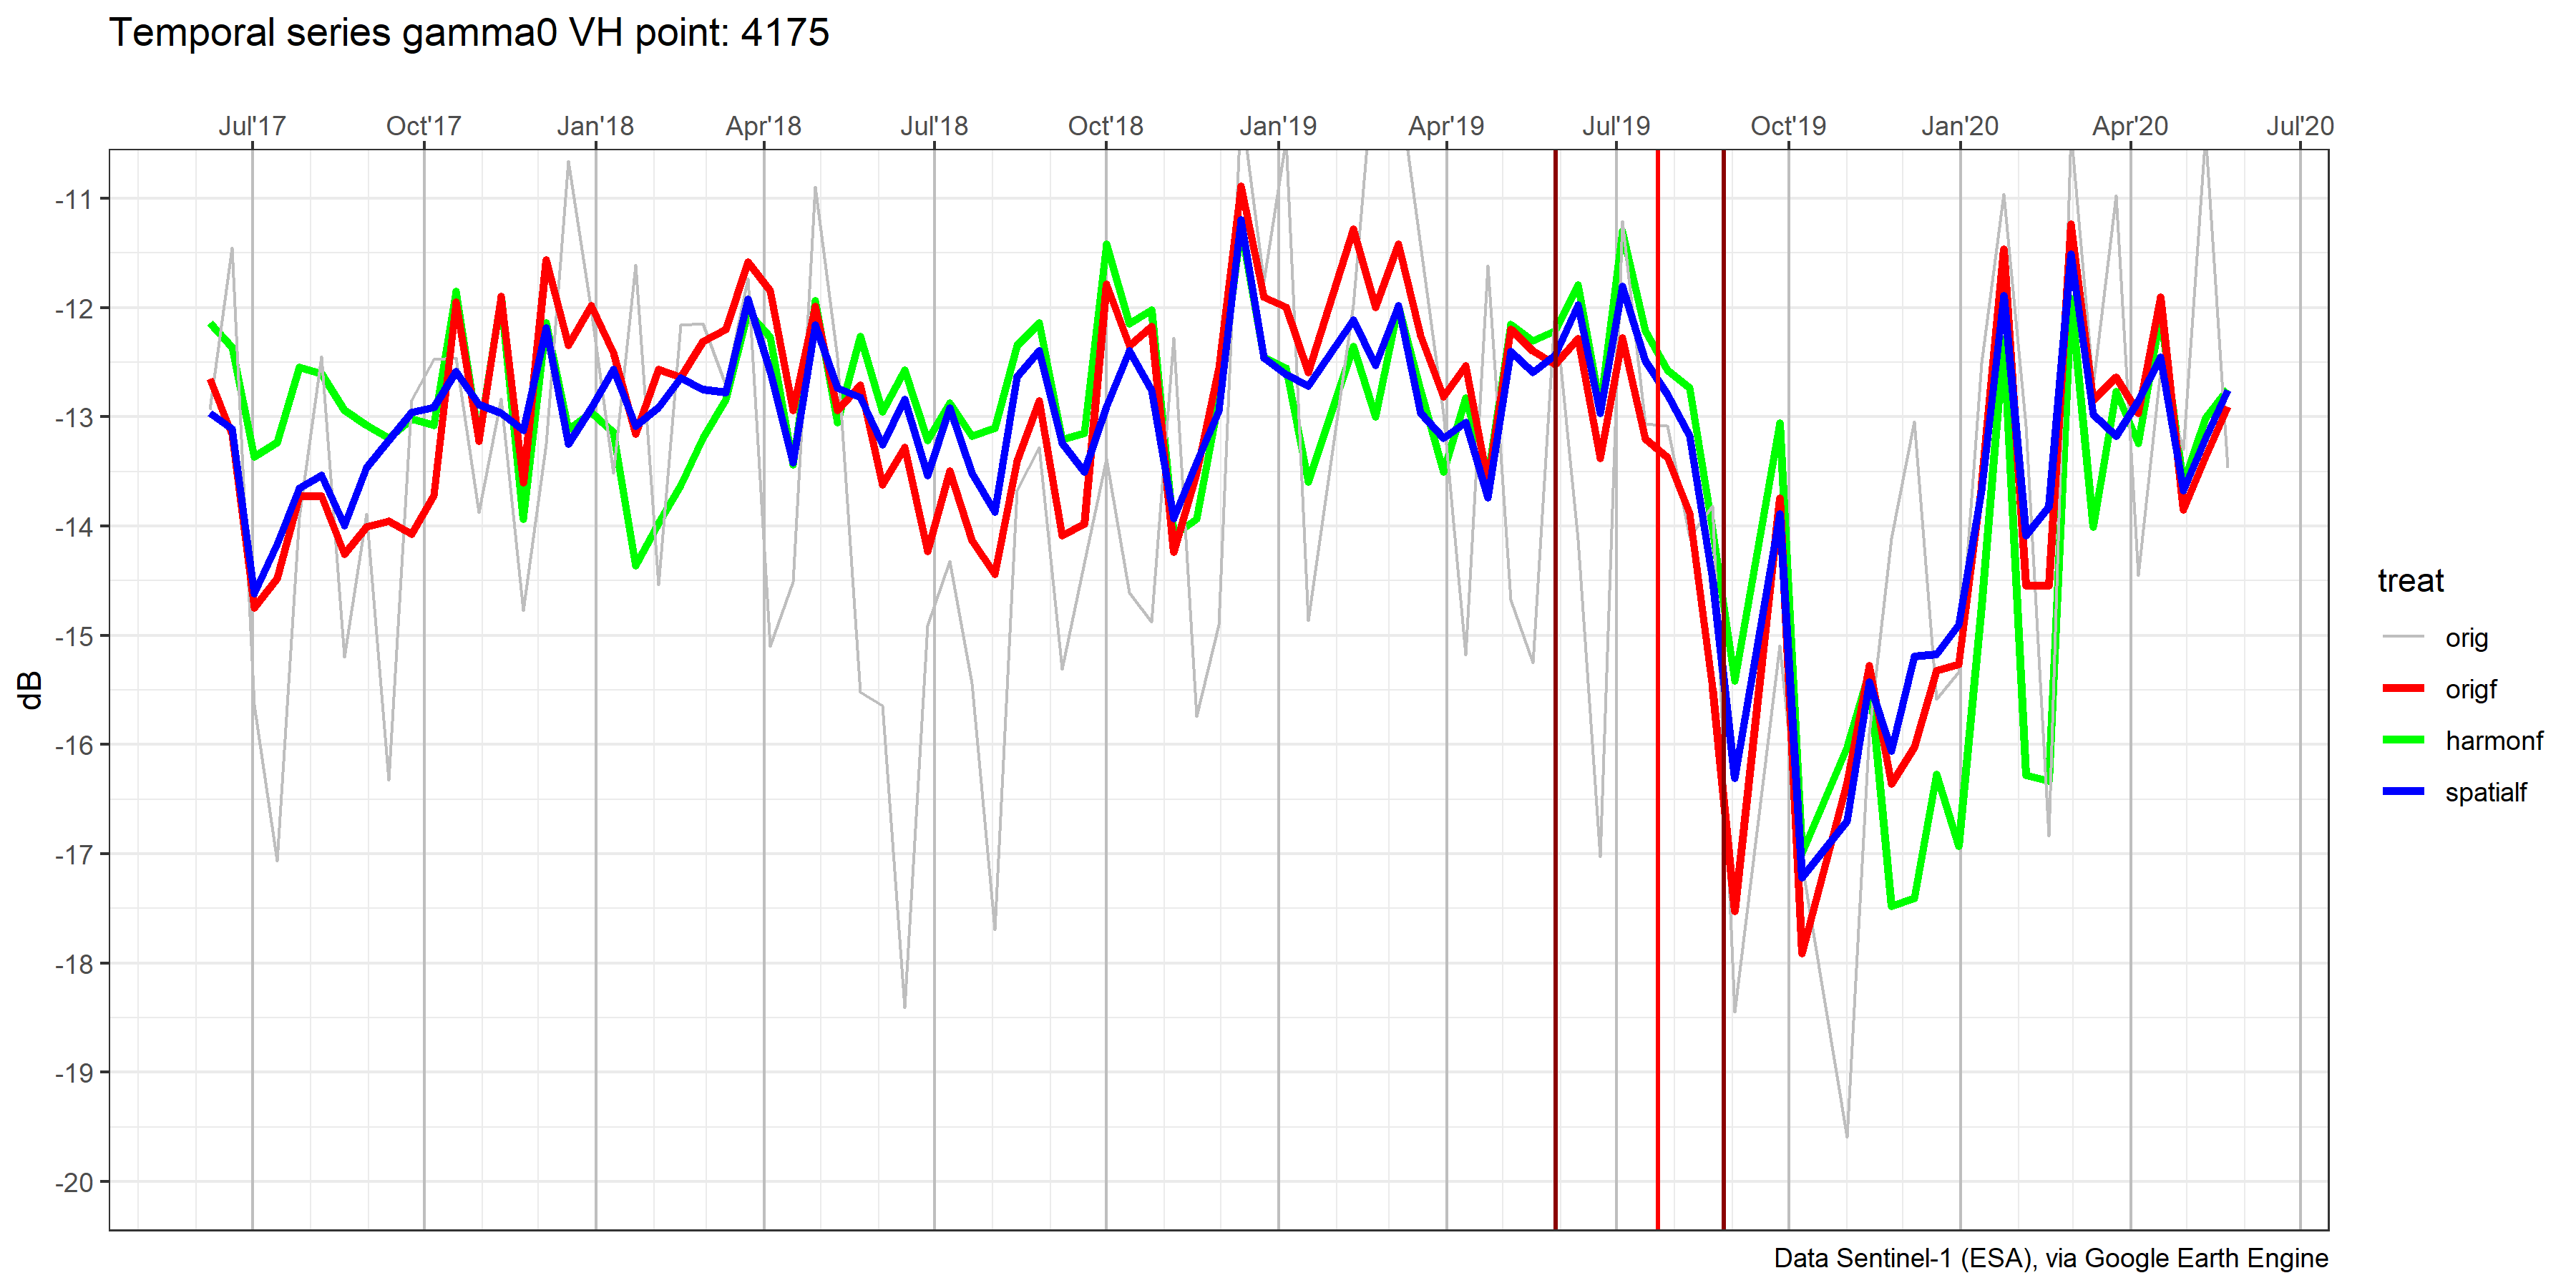 Temporal series gamma0 VH point: 4175
Jul'17 Oct'17 Jan'18 Apr'18 Jul'18 Oct'18 Jan'19 Apr'19 Jul'19 Oct'19 Jan'20 Apr'20 Jul'20
-11
-12
-13
-14
-15
-16
-17
-18
-19
-20
dB
treat
orig
origf
harmonf
spatialf
Data Sentinel-1 (ESA), via Google Earth Engine